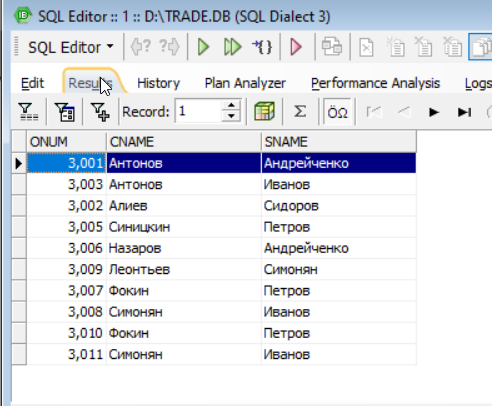 SQL Editor :: 1 :: D:\TRADE.DB (SQL Dialect 3)
SQL Editor
Edit Results History Plan Analyzer Performance Analysis Logs
Record: 1 Σ ÖΩ
ONUM CNAME SNAME
3,001 Антонов Андрейченко
3,003 Антонов Иванов
3,002 Алиев Сидоров
3,005 Синицкин Петров
3,006 Назаров Андрейченко
3,009 Леонтьев Симонян
3,007 Фокин Петров
3,008 Симонян Иванов
3,010 Фокин Петров
3,011 Симонян Иванов